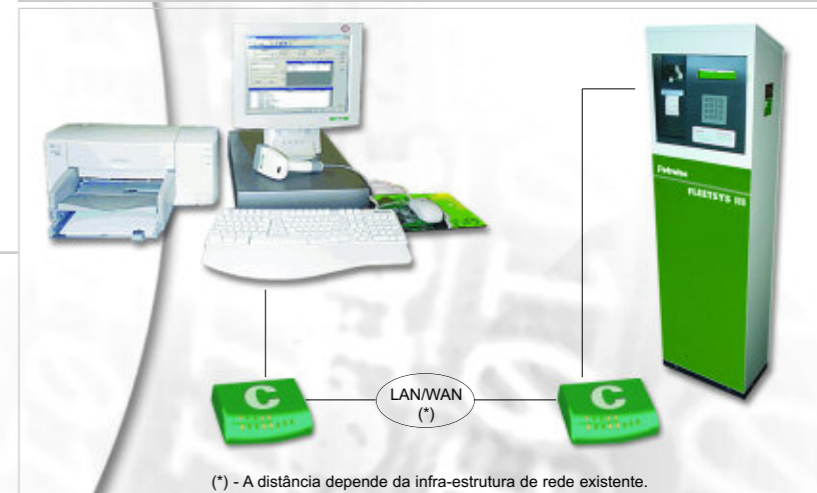 FLEETSYS III
C
C
LAN/WAN
(*)
(*) - A distância depende da infra-estrutura de rede existente.